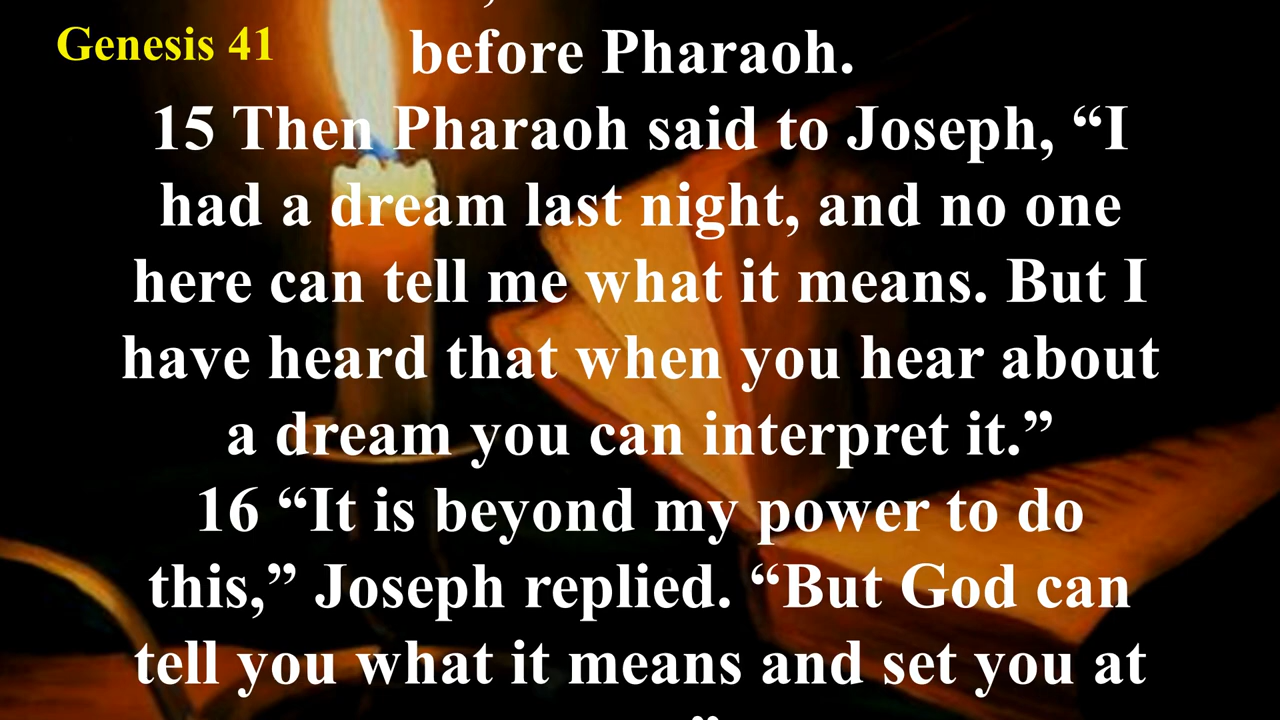 Genesis 41
before Pharaoh.
15 Then Pharaoh said to Joseph, “I
had a dream last night, and no one
here can tell me what it means. But I
have heard that when you hear about
a dream you can interpret it.”
16 “It is beyond my power to do
this,” Joseph replied. “But God can
tell you what it means and set you at